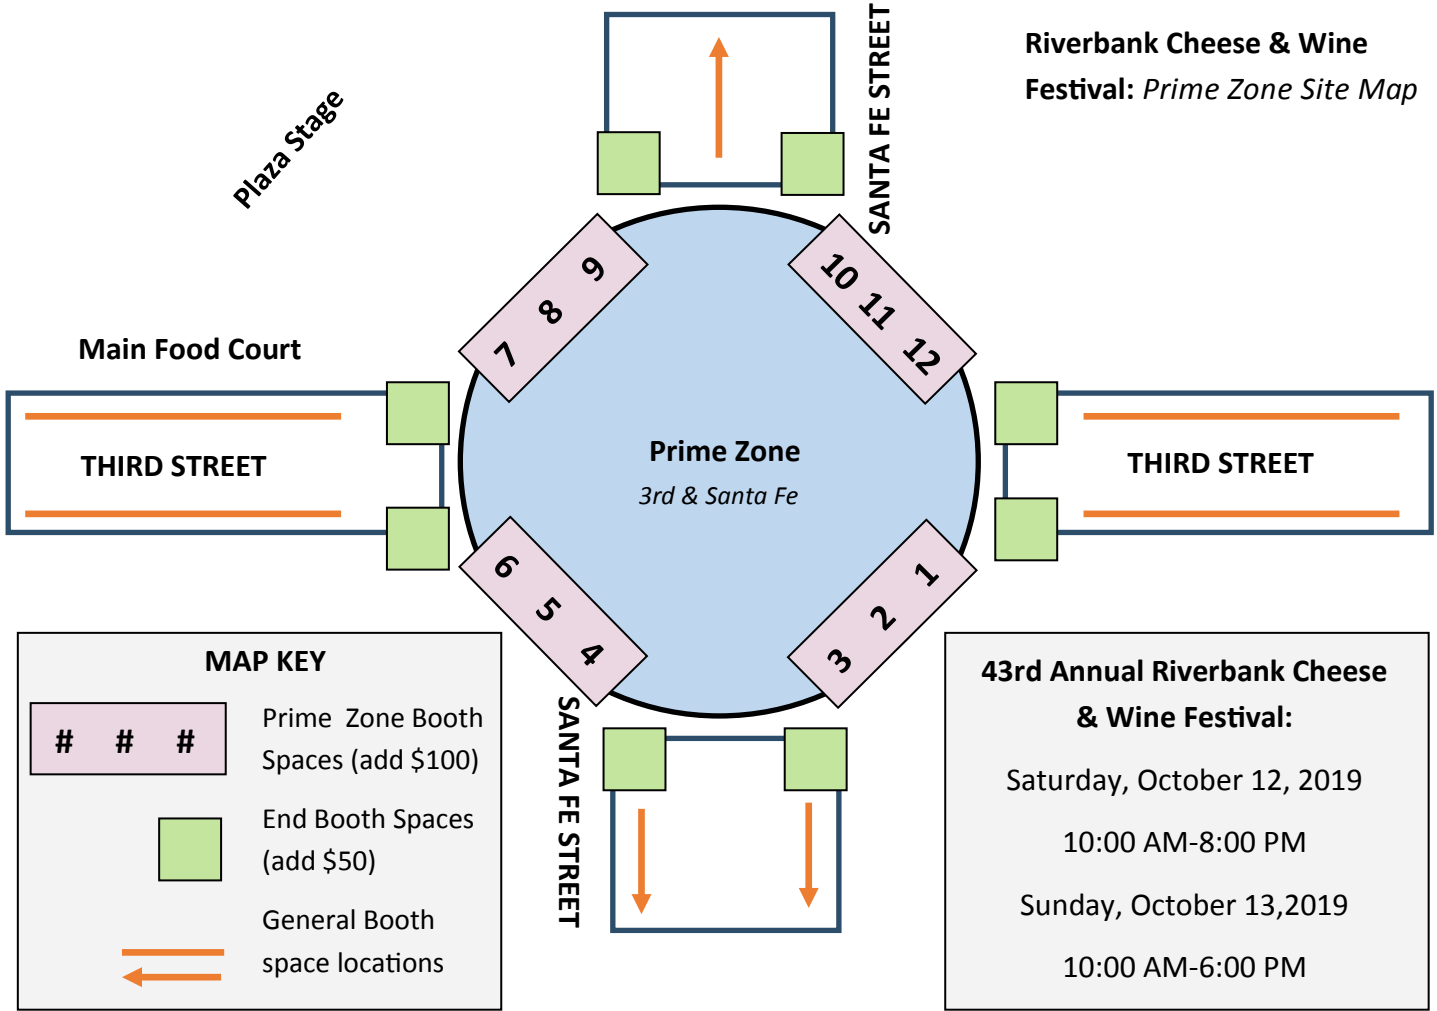 Riverbank Cheese & Wine
Festival: Prime Zone Site Map
SANTA FE STREET
Plaza Stage
9
8
7
10
11
12
Main Food Court
THIRD STREET
Prime Zone
3rd & Santa Fe
THIRD STREET
6
5
4
1
2
3
SANTA FE STREET
MAP KEY
# # #
Prime Zone Booth
Spaces (add $100)
End Booth Spaces
(add $50)
General Booth
space locations
43rd Annual Riverbank Cheese
& Wine Festival:
Saturday, October 12, 2019
10:00 AM-8:00 PM
Sunday, October 13,2019
10:00 AM-6:00 PM